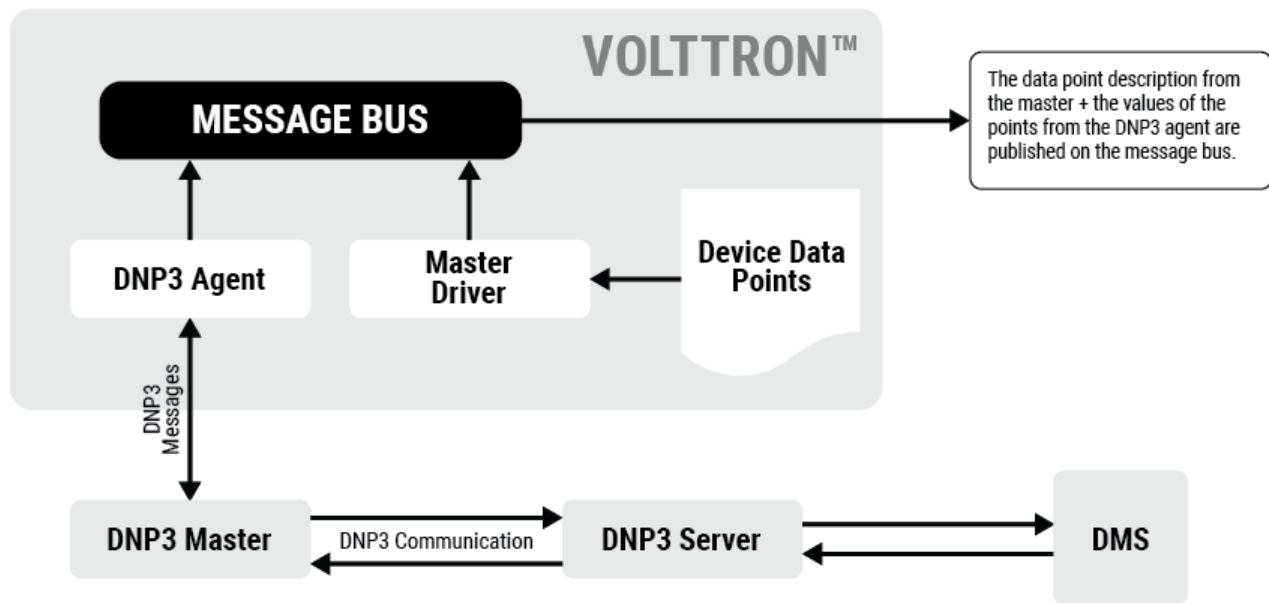 VOLTTRON™
MESSAGE BUS
The data point description from
the master + the values of the
points from the DNP3 agent are
published on the message bus.
DNP3 Agent
Master
Driver
Device Data
Points
DNP3
Messages
DNP3 Master
DNP3 Communication
DNP3 Server
DMS